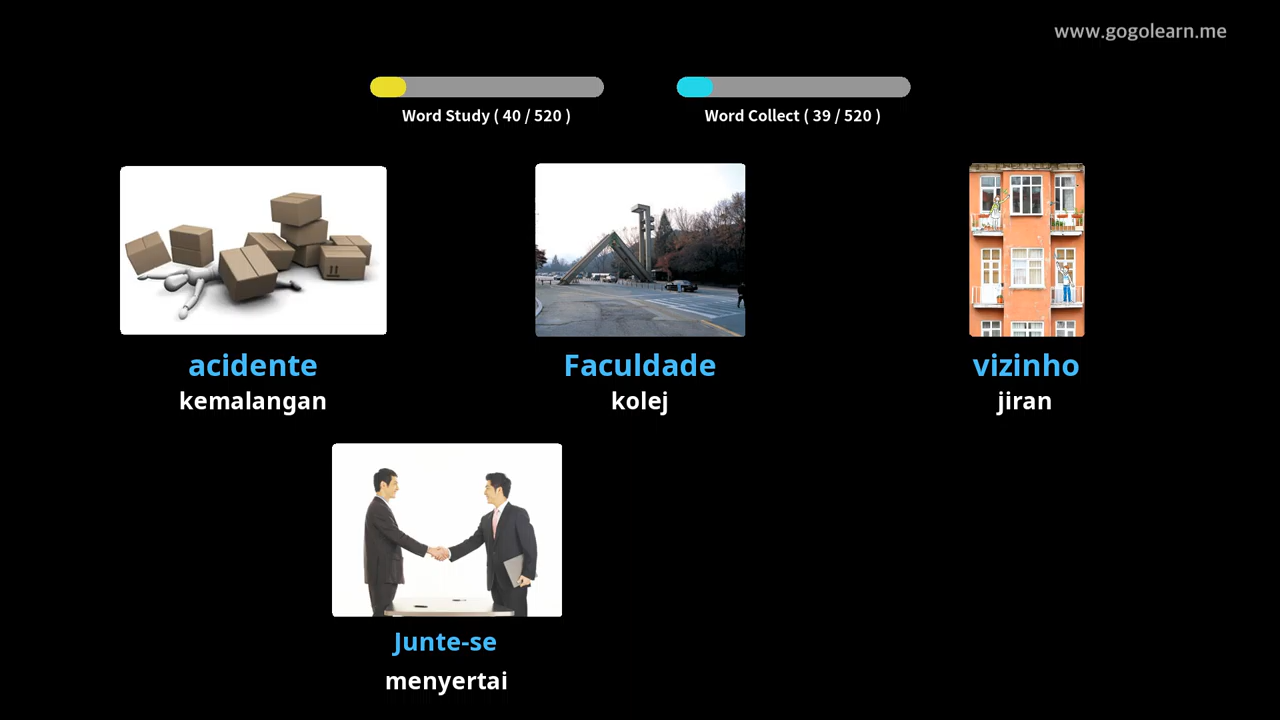 www.gogolearn.me
Word Study ( 40 / 520 )
Word Collect ( 39 / 520 )
acidente
kemalangan
Faculdade
kolej
vizinho
jiran
Junte-se
menyertai